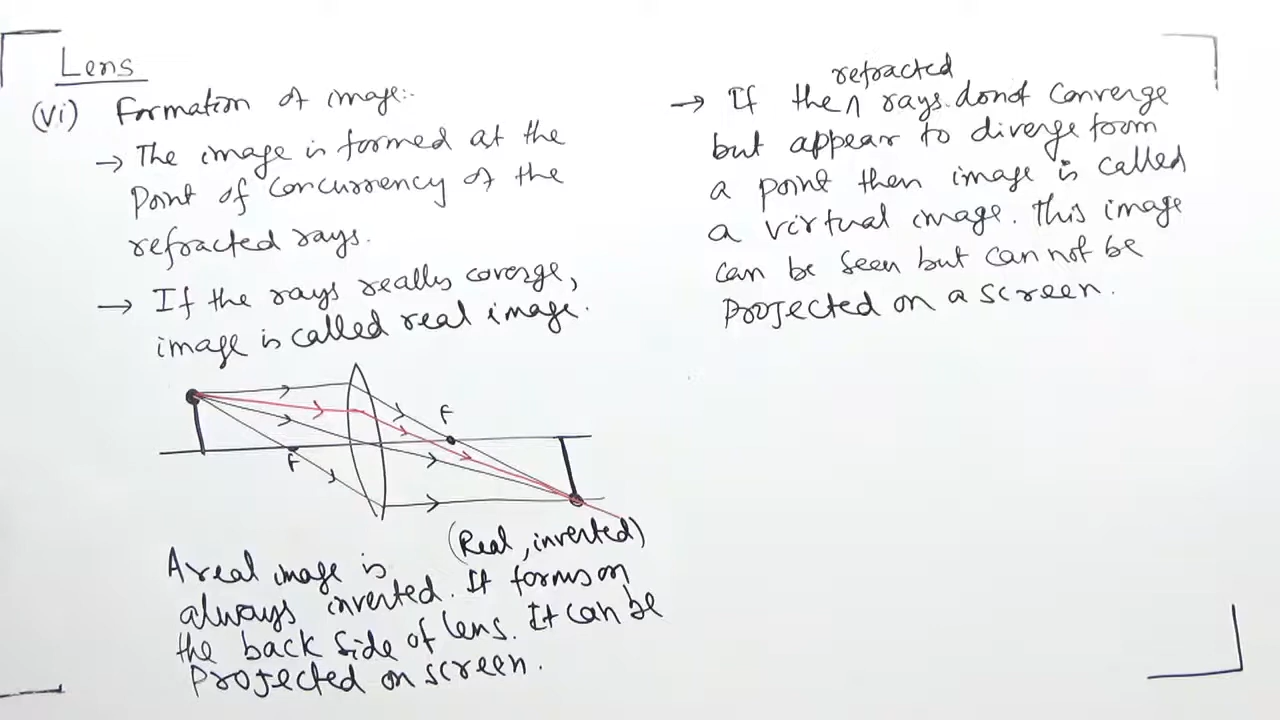 Lens
(vi) Formation of image:-
→ The image is formed at the
Point of concurrency of the
refracted rays.
→ If the rays really coverge,
image is called real image.
F
F
(Real, inverted)
A real image is
always inverted. It forms on
the back side of lens. It can be
Projected on screen.
refracted
→ If the ∧ rays donot converge
but appear to diverge form
a point then image is called
a virtual image. This image
can be seen but can not be
Projected on a screen.